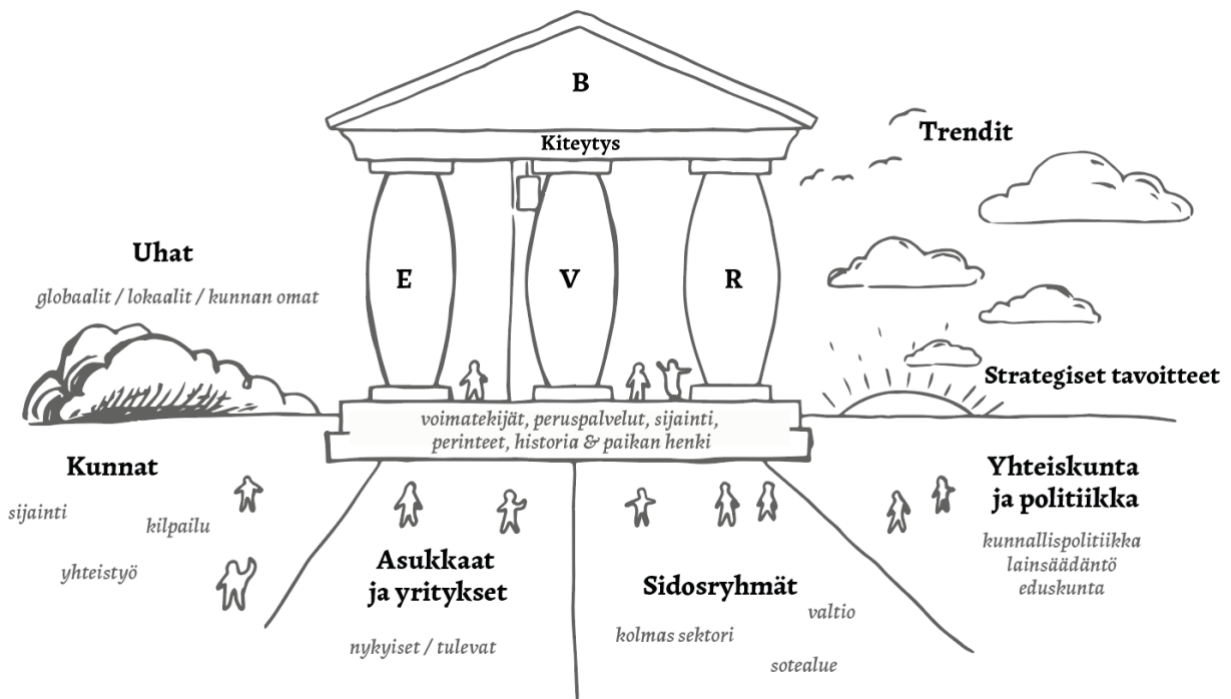 B
Kiteytys
Trendit
Uhat
globaalit / lokaalit / kunnan omat
E
V
R
Strategiset tavoitteet
voimatekijät, peruspalvelut, sijainti,
perinteet, historia & paikan henki
Kunnat
sijainti
kilpailu
yhteistyö
Asukkaat
ja yritykset
nykyiset / tulevat
Sidosryhmät
valtio
kolmas sektori
sotealue
Yhteiskunta
ja politiikka
kunnallispolitiikka
lainsäädäntö
eduskunta